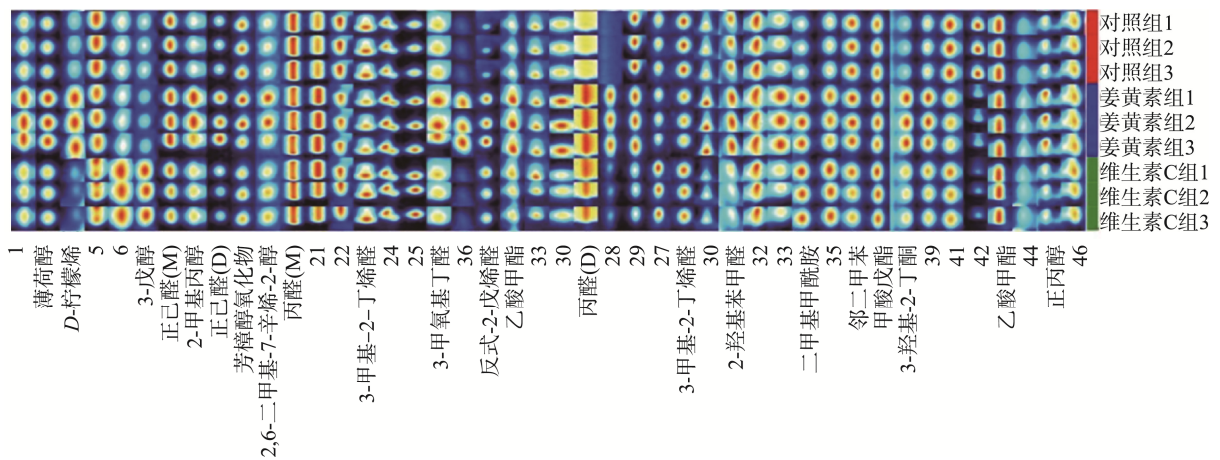 对照组1
对照组2
对照组3
姜黄素组1
姜黄素组2
姜黄素组3
维生素C组1
维生素C组2
维生素C组3
1
薄荷醇
D-柠檬烯
5
6
3-戊醇
正己醛(M)
2-甲基丙醇
正己醛(D)
芳樟醇氧化物
2,6-二甲基-7-辛烯-2-醇
丙醛(M)
21
22
3-甲基-2-丁烯醛
24
25
3-甲氧基丁醛
36
反式-2-戊烯醛
乙酸甲酯
33
30
丙醛(D)
28
29
27
3-甲基-2-丁烯醛
30
2-羟基苯甲醛
32
33
二甲基甲酰胺
35
邻二甲苯
甲酸戊酯
3-羟基-2-丁酮
39
41
42
乙酸甲酯
44
正丙醇
46